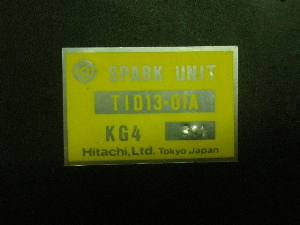 SPARK UNIT
TID13-01A
KG4
Hitachi, Ltd. Tokyo Japan